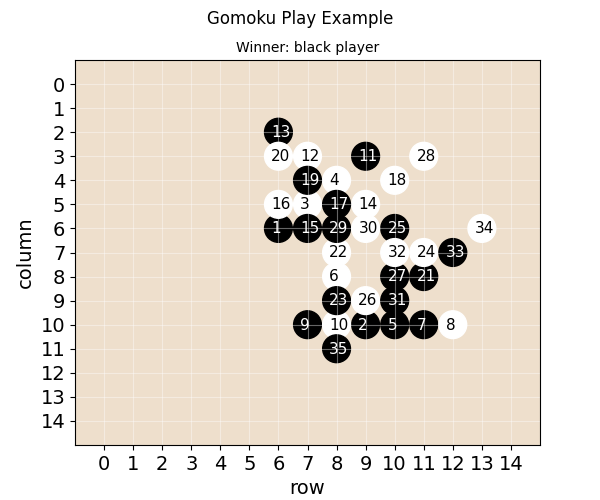 Gomoku Play Example
Winner: black player
0
1
2 13
3 20 12 11 28
4 19 4 18
5 16 3 17 14
6 1 15 29 30 25 34
7 22 32 24 33
8 6 27 21
9 23 26 31
10 9 10 2 5 7 8
11 35
12
13
14
column
0 1 2 3 4 5 6 7 8 9 10 11 12 13 14
row